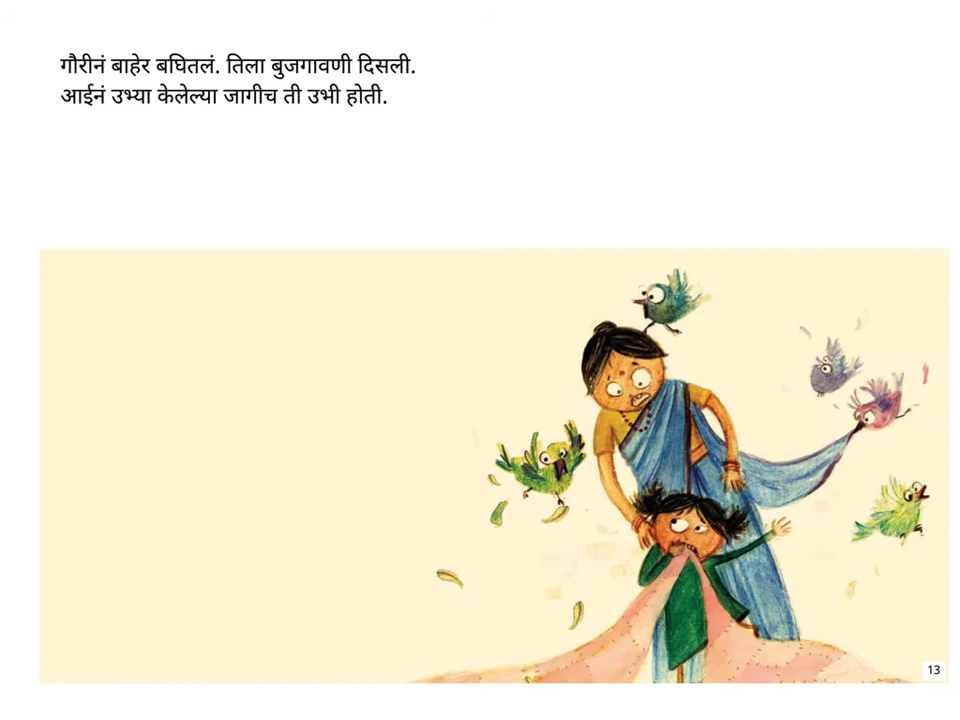 गौरीनं बाहेर बघितलं. तिला बुजगावणी दिसली.
आईनं उभ्या केलेल्या जागीच ती उभी होती.
13